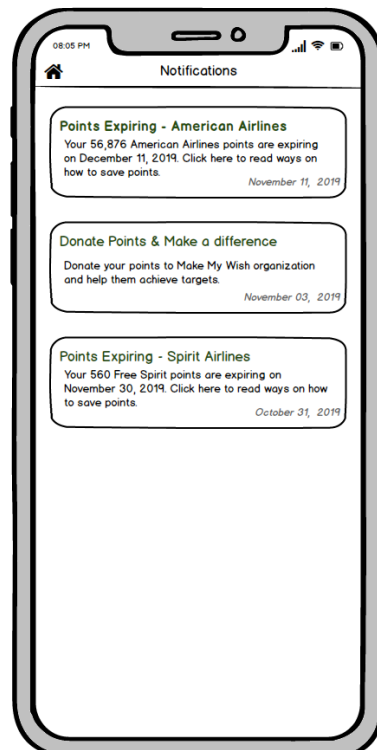 08:05 PM
Notifications
Points Expiring - American Airlines
Your 56,876 American Airlines points are expiring
on December 11, 2019. Click here to read ways on
how to save points.
November 11, 2019
Donate Points & Make a difference
Donate your points to Make My Wish organization
and help them achieve targets.
November 03, 2019
Points Expiring - Spirit Airlines
Your 560 Free Spirit points are expiring on
November 30, 2019. Click here to read ways on how
to save points.
October 31, 2019